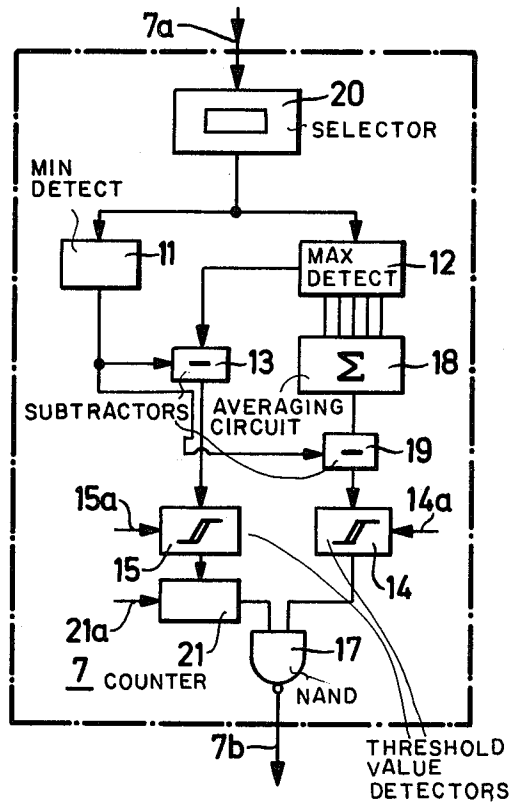 7a
20
SELECTOR
MIN
DETECT
11
MAX
DETECT
12
13
Σ
18
SUBTRACTORS
AVERAGING
CIRCUIT
19
15a
14a
15
14
21a
21
17
7 COUNTER
NAND
7b
THRESHOLD
VALUE
DETECTORS